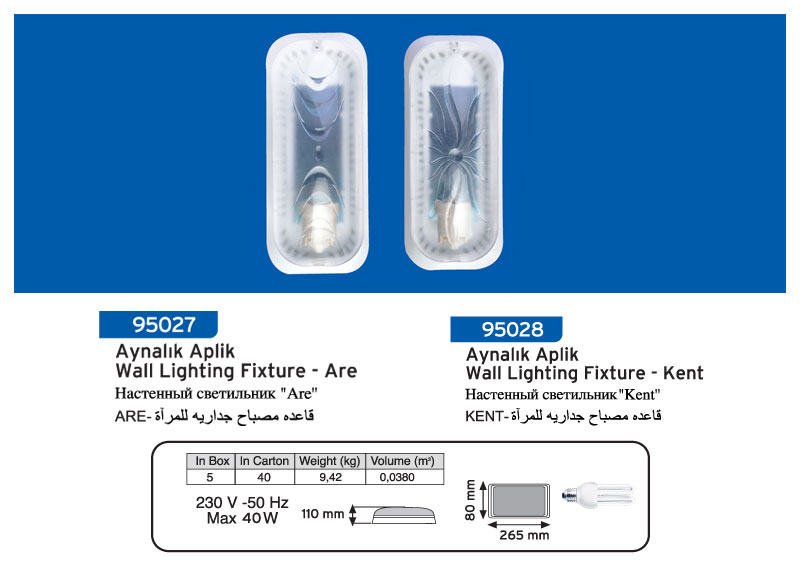 95027
Aynalık Aplik
Wall Lighting Fixture - Are
Настенный светильник "Are"
ARE- قاعده مصباح جداريه للمرآة
95028
Aynalık Aplik
Wall Lighting Fixture - Kent
Настенный светильник "Kent"
KENT- قاعده مصباح جداريه للمرآة
In Box In Carton Weight (kg) Volume (m³)
5 40 9,42 0,0380
230 V -50 Hz
Max 40W
110 mm
80 mm
265 mm